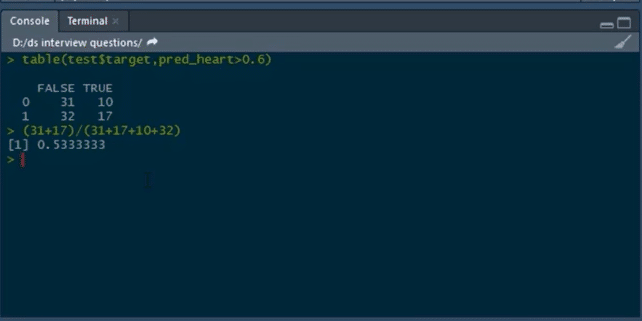 Console Terminal
D:/ds interview questions/
> table(test$target,pred_heart>0.6)
FALSE TRUE
0 31 10
1 32 17
> (31+17)/(31+17+10+32)
[1] 0.5333333
>